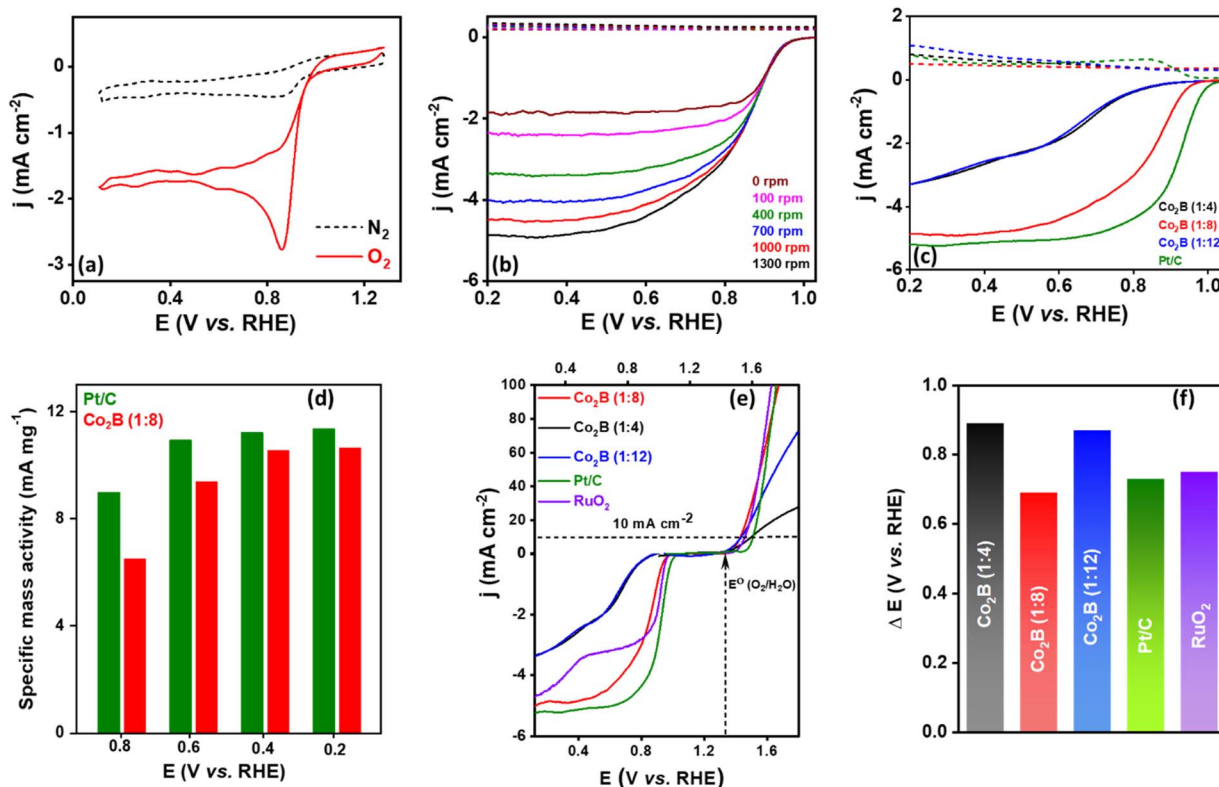 0
-1
-2
-3
j (mA cm-2)
N2
O2
(a)
0.0
0.4
0.8
1.2
E (V vs. RHE)
0
-2
-4
-6
j (mA cm-2)
0 rpm
100 rpm
400 rpm
700 rpm
1000 rpm
1300 rpm
(b)
0.2
0.4
0.6
0.8
1.0
E (V vs. RHE)
2
0
-2
-4
-6
j (mA cm-2)
Co2B (1:4)
Co2B (1:8)
Co2B (1:12)
Pt/C
(c)
0.2
0.4
0.6
0.8
1.0
E (V vs. RHE)
Pt/C
Co2B (1:8)
(d)
12
9
3
0
Specific mass activity (mA mg-1)
0.8
0.6
0.4
0.2
E (V vs. RHE)
0.4
0.8
1.2
1.6
(e)
100
80
60
40
20
10
0
-2
-4
-6
j (mA cm-2)
Co2B (1:8)
Co2B (1:4)
Co2B (1:12)
Pt/C
RuO2
10 mA cm-2
EO (O2/H2O)
0.4
0.8
1.2
1.6
E (V vs. RHE)
(f)
1.0
0.8
0.6
0.4
0.2
0.0
Δ E (V vs. RHE)
Co2B (1:4)
Co2B (1:8)
Co2B (1:12)
Pt/C
RuO2